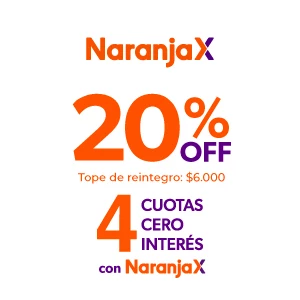 NaranjaX
20%
OFF
Tope de reintegro: $6.000
4 CUOTAS
CERO
INTERÉS
con NaranjaX